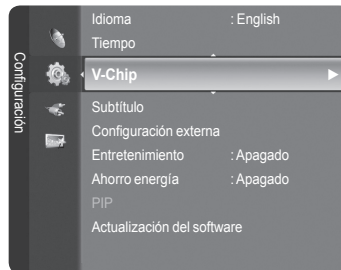 Configuración
Idioma : English
Tiempo
V-Chip
Subtítulo
Configuración externa
Entretenimiento : Apagado
Ahorro energía : Apagado
PIP
Actualización del software